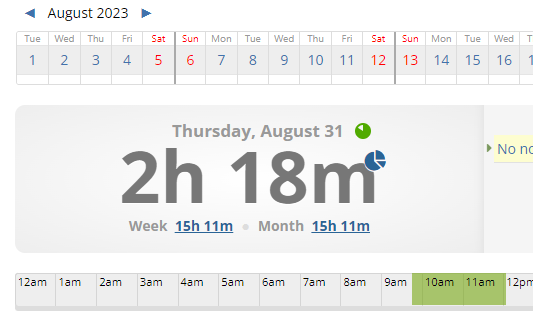 August 2023
Tue Wed Thu Fri Sat Sun Mon Tue Wed Thu Fri Sat Sun Mon Tue Wed
1 2 3 4 5 6 7 8 9 10 11 12 13 14 15 16
Thursday, August 31
2h 18m
No no
Week 15h 11m Month 15h 11m
12am 1am 2am 3am 4am 5am 6am 7am 8am 9am 10am 11am 12pm